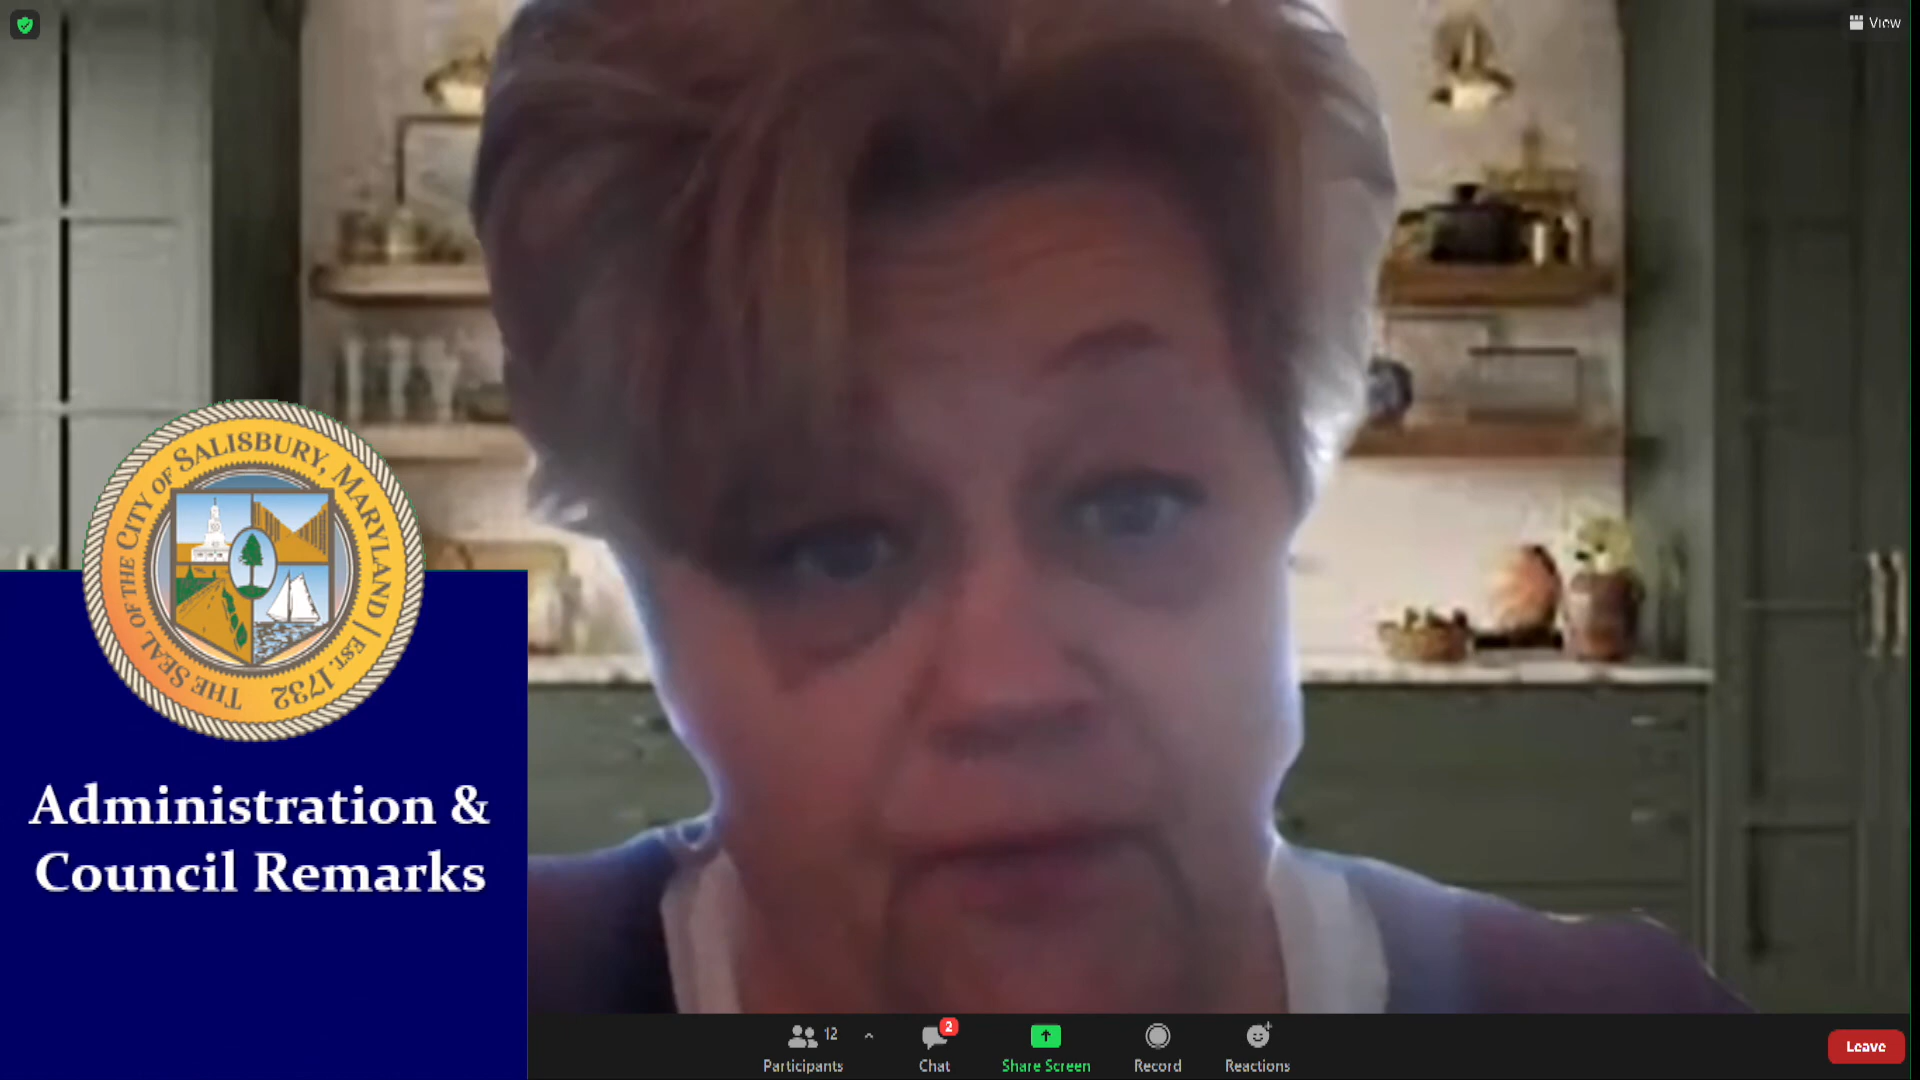 View
THE SEAL OF THE CITY OF SALISBURY, MARYLAND | EST. 1732
Administration &
Council Remarks
12
2
Participants
Chat
Share Screen
Record
Reactions
Leave